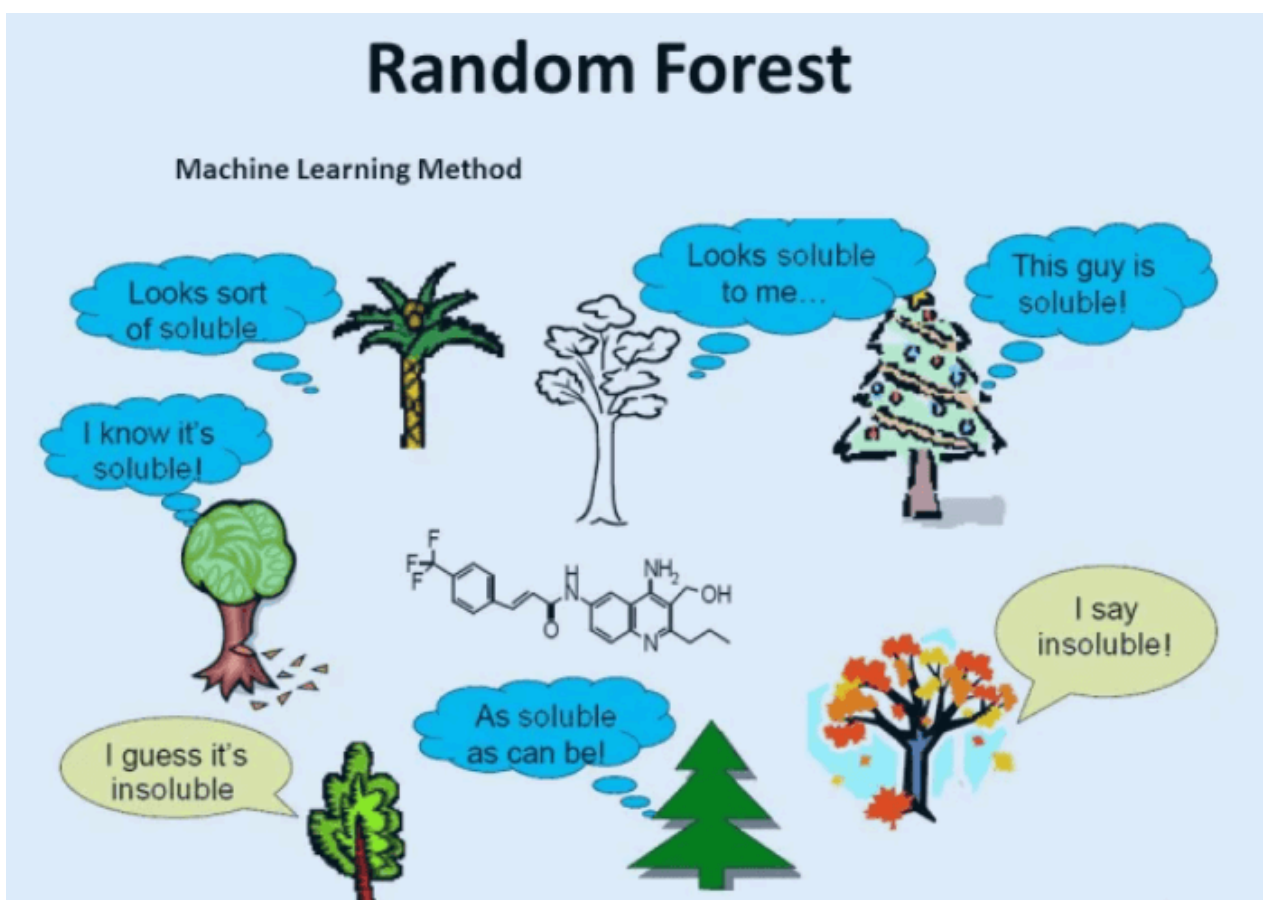 Random Forest
Machine Learning Method
Looks sort
of soluble
Looks soluble
to me...
This guy is
soluble!
I know it's
soluble!
F
F
F
H
N
O
NH2
OH
N
I say
insoluble!
As soluble
as can be!
I guess it's
insoluble